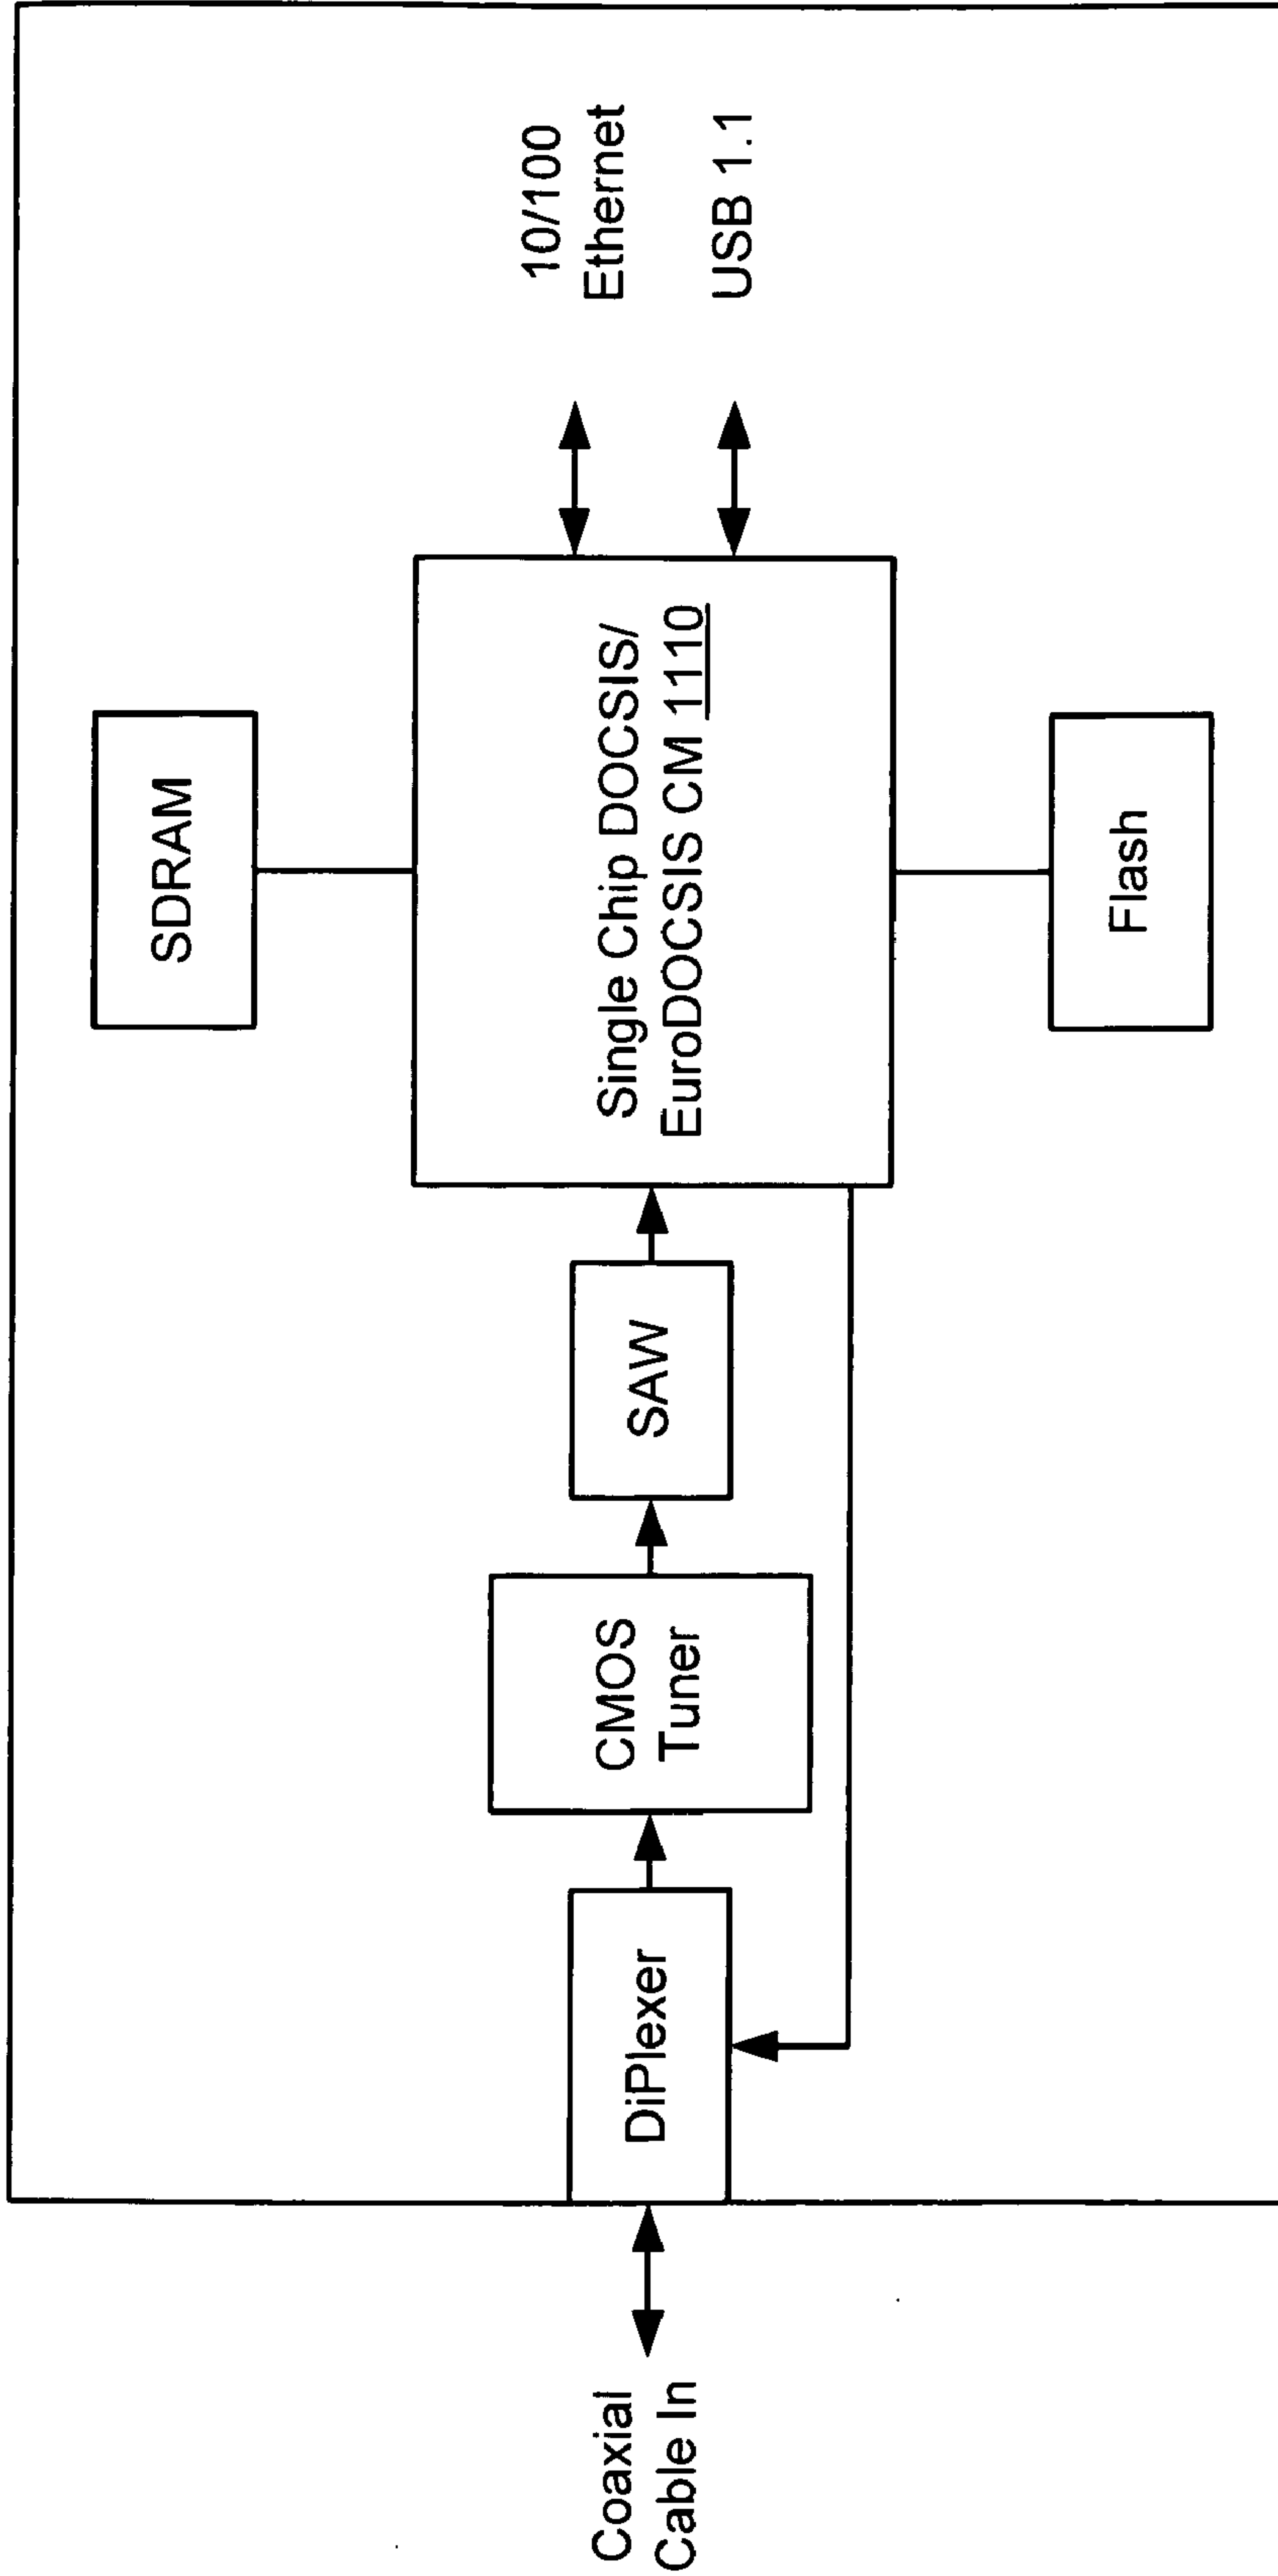 Coaxial
Cable In
DiPlexer
CMOS
Tuner
SAW
SDRAM
Single Chip DOCSIS/
EuroDOCSIS CM 1110
Flash
10/100
Ethernet
USB 1.1